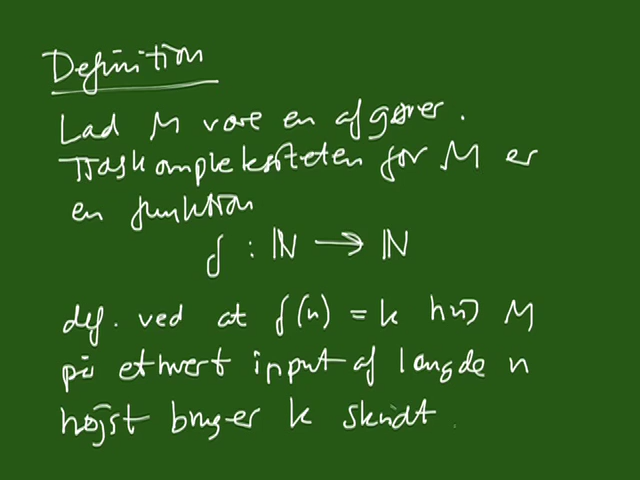 Definition
Lad M være en afgører.
Tidskompleksiteten for M er
en funktion
f : ℕ → ℕ
def. ved at f(n) = k hvis M
på ethvert input af længde n
højst bruger k skridt.